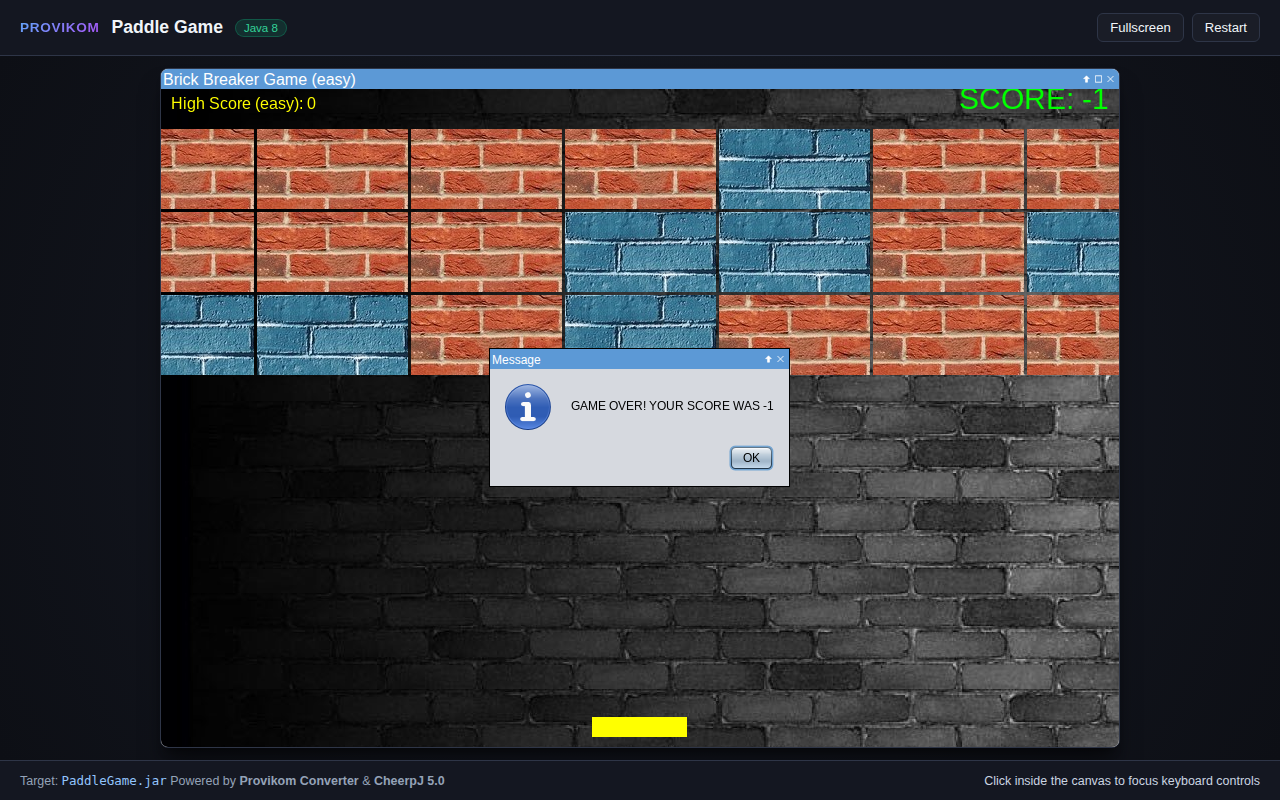 PROVIKOM Paddle Game Java 8 Fullscreen Restart
Brick Breaker Game (easy)
High Score (easy): 0
SCORE: -1
Message
GAME OVER! YOUR SCORE WAS -1
OK
Target: PaddleGame.jar Powered by Provikom Converter & CheerpJ 5.0
Click inside the canvas to focus keyboard controls